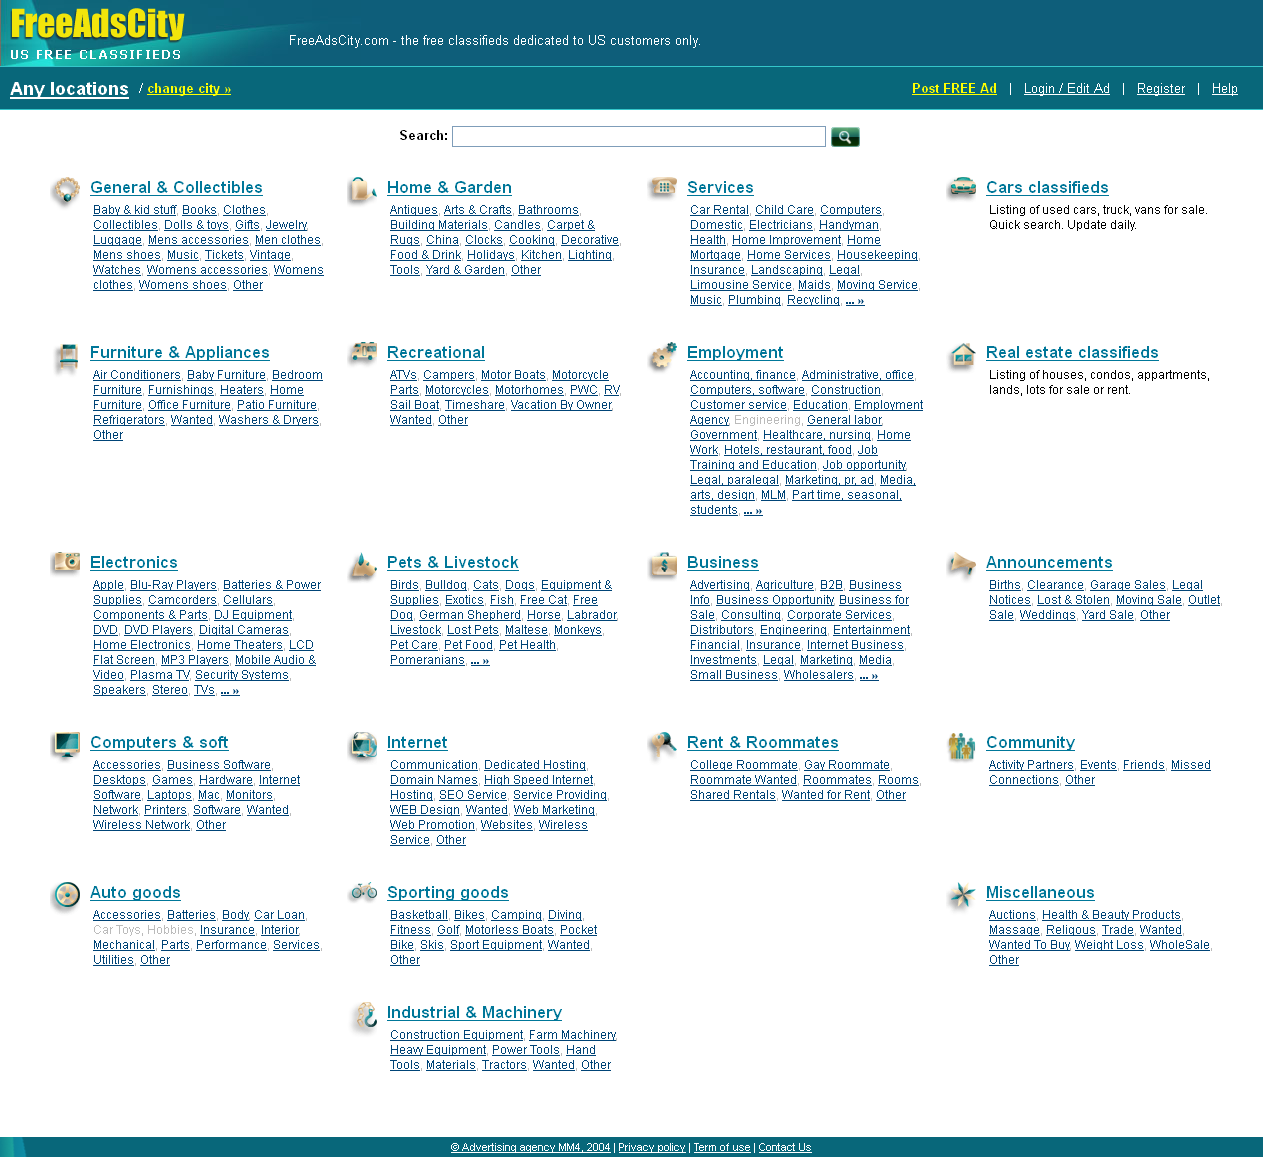 FreeAdsCity
US FREE CLASSIFIEDS
FreeAdsCity.com - the free classifieds dedicated to US customers only.
Any locations / change city »
Post FREE Ad | Login / Edit Ad | Register | Help
Search:
General & Collectibles
Baby & kid stuff, Books, Clothes,
Collectibles, Dolls & toys, Gifts, Jewelry,
Luggage, Mens accessories, Men clothes,
Mens shoes, Music, Tickets, Vintage,
Watches, Womens accessories, Womens
clothes, Womens shoes, Other
Home & Garden
Antiques, Arts & Crafts, Bathrooms,
Building Materials, Candles, Carpet &
Rugs, China, Clocks, Cooking, Decorative,
Food & Drink, Holidays, Kitchen, Lighting,
Tools, Yard & Garden, Other
Services
Car Rental, Child Care, Computers,
Domestic, Electricians, Handyman,
Health, Home Improvement, Home
Mortgage, Home Services, Housekeeping,
Insurance, Landscaping, Legal,
Limousine Service, Maids, Moving Service,
Music, Plumbing, Recycling, ... »
Cars classifieds
Listing of used cars, truck, vans for sale.
Quick search. Update daily.
Furniture & Appliances
Air Conditioners, Baby Furniture, Bedroom
Furniture, Furnishings, Heaters, Home
Furniture, Office Furniture, Patio Furniture,
Refrigerators, Wanted, Washers & Dryers,
Other
Recreational
ATVs, Campers, Motor Boats, Motorcycle
Parts, Motorcycles, Motorhomes, PWC, RV,
Sail Boat, Timeshare, Vacation By Owner,
Wanted, Other
Employment
Accounting, finance, Administrative, office,
Computers, software, Construction,
Customer service, Education, Employment
Agency, Engineering, General labor,
Government, Healthcare, nursing, Home
Work, Hotels, restaurant, food, Job
Training and Education, Job opportunity,
Legal, paralegal, Marketing, pr, ad, Media,
arts, design, MLM, Part time, seasonal,
students, ... »
Real estate classifieds
Listing of houses, condos, appartments,
lands, lots for sale or rent.
Electronics
Apple, Blu-Ray Players, Batteries & Power
Supplies, Camcorders, Cellulars,
Components & Parts, DJ Equipment,
DVD, DVD Players, Digital Cameras,
Home Electronics, Home Theaters, LCD
Flat Screen, MP3 Players, Mobile Audio &
Video, Plasma TV, Security Systems,
Speakers, Stereo, TVs, ... »
Pets & Livestock
Birds, Bulldog, Cats, Dogs, Equipment &
Supplies, Exotics, Fish, Free Cat, Free
Dog, German Shepherd, Horse, Labrador,
Livestock, Lost Pets, Maltese, Monkeys,
Pet Care, Pet Food, Pet Health,
Pomeranians, ... »
Business
Advertising, Agriculture, B2B, Business
Info, Business Opportunity, Business for
Sale, Consulting, Corporate Services,
Distributors, Engineering, Entertainment,
Financial, Insurance, Internet Business,
Investments, Legal, Marketing, Media,
Small Business, Wholesalers, ... »
Announcements
Births, Clearance, Garage Sales, Legal
Notices, Lost & Stolen, Moving Sale, Outlet,
Sale, Weddings, Yard Sale, Other
Computers & soft
Accessories, Business Software,
Desktops, Games, Hardware, Internet
Software, Laptops, Mac, Monitors,
Network, Printers, Software, Wanted,
Wireless Network, Other
Internet
Communication, Dedicated Hosting,
Domain Names, High Speed Internet,
Hosting, SEO Service, Service Providing,
WEB Design, Wanted, Web Marketing,
Web Promotion, Websites, Wireless
Service, Other
Rent & Roommates
College Roommate, Gay Roommate,
Roommate Wanted, Roommates, Rooms,
Shared Rentals, Wanted for Rent, Other
Community
Activity Partners, Events, Friends, Missed
Connections, Other
Auto goods
Accessories, Batteries, Body, Car Loan,
Car Toys, Hobbies, Insurance, Interior,
Mechanical, Parts, Performance, Services,
Utilities, Other
Sporting goods
Basketball, Bikes, Camping, Diving,
Fitness, Golf, Motorless Boats, Pocket
Bike, Skis, Sport Equipment, Wanted,
Other
Miscellaneous
Auctions, Health & Beauty Products,
Massage, Religous, Trade, Wanted,
Wanted To Buy, Weight Loss, WholeSale,
Other
Industrial & Machinery
Construction Equipment, Farm Machinery,
Heavy Equipment, Power Tools, Hand
Tools, Materials, Tractors, Wanted, Other
© Advertising agency MM4, 2004 | Privacy policy | Term of use | Contact Us